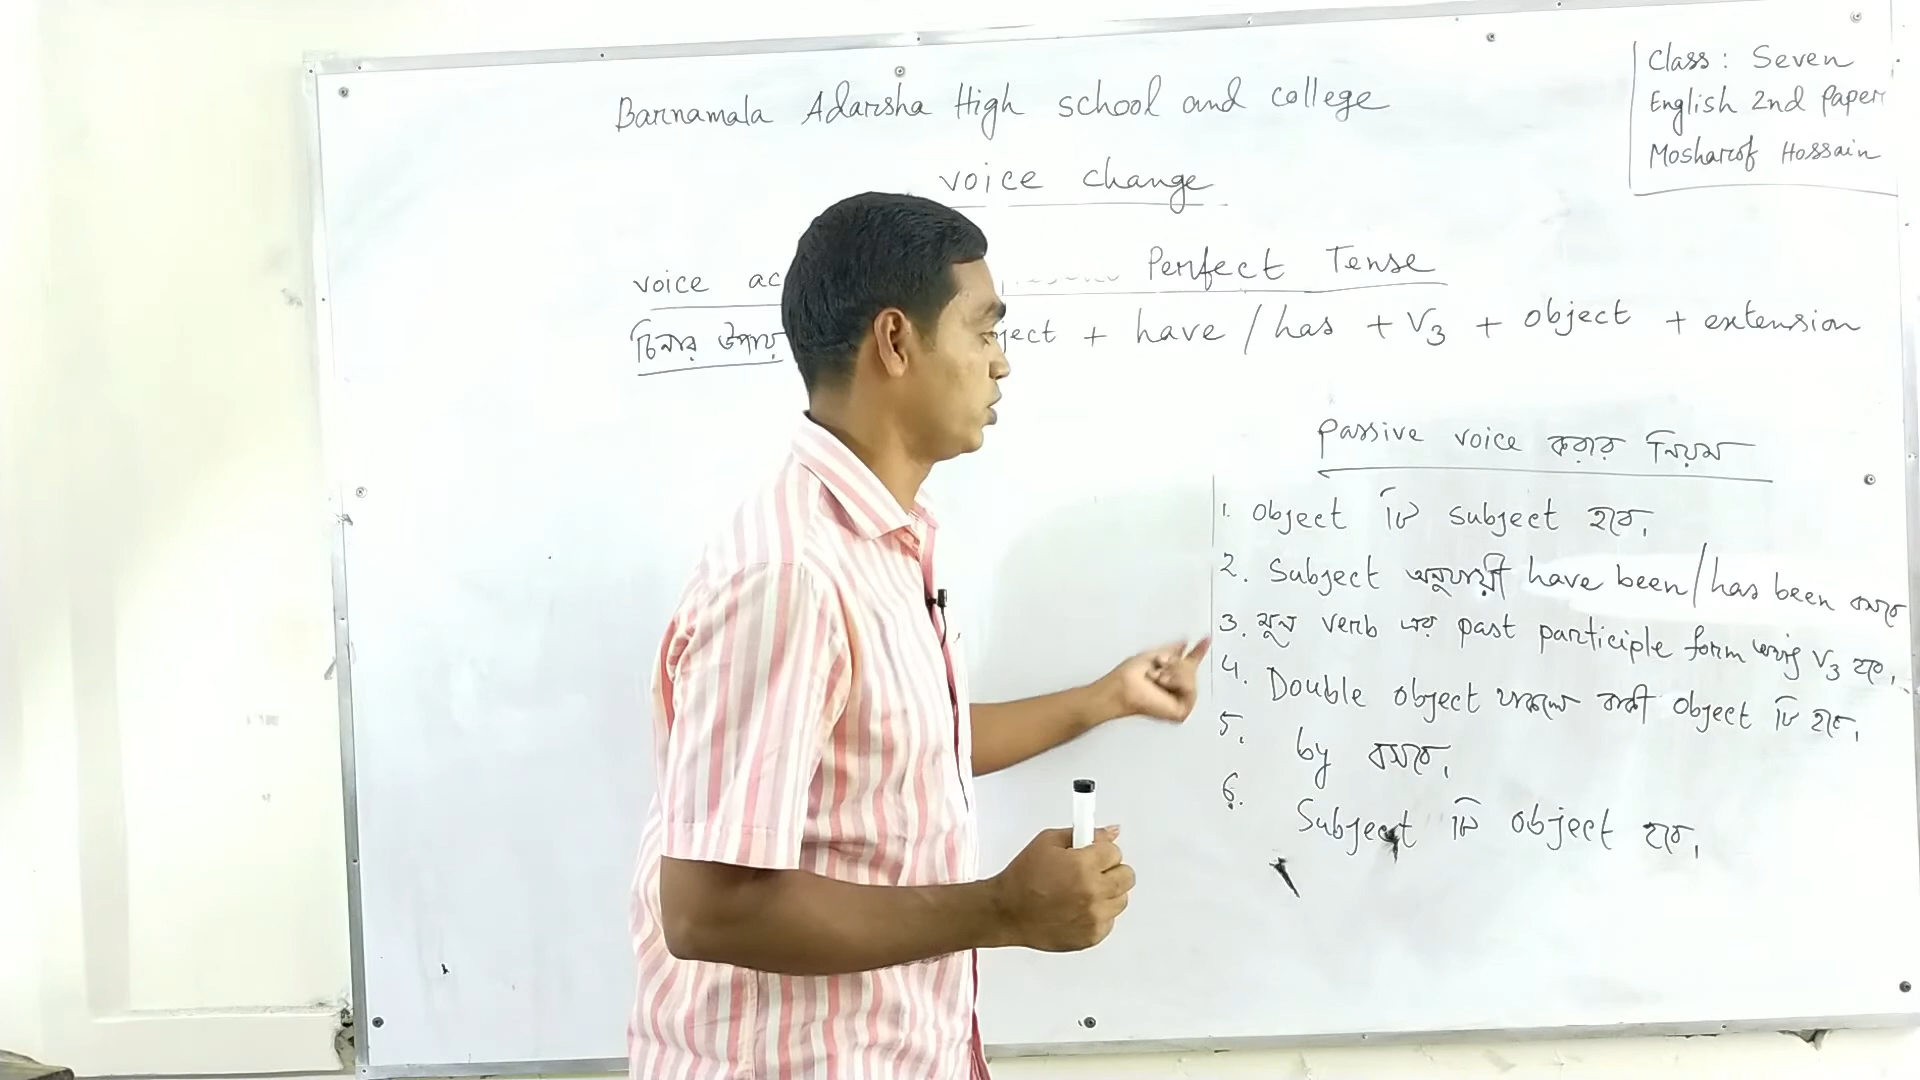 Barnamala Adarsha High school and college
Class : Seven
English 2nd Paper
Mosharof Hossain
voice change
voice ac Perfect Tense
চিনার উপায় ject + have / has + V3 + object + extension
Passive voice করার নিয়ম
1. Object টি subject হবে।
2. Subject অনুযায়ী have been/has been বসবে
3. মূল verb এর past participle form অর্থাৎ V3 হবে।
4. Double object থাকলে বাকী object টি হবে।
5. by বসবে।
6. Subject টি object হবে।